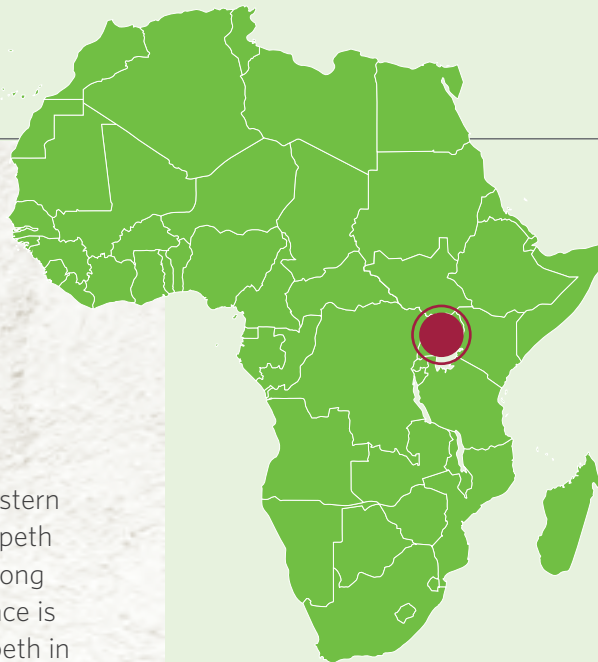 stern
peth
ong
ce is
beth in